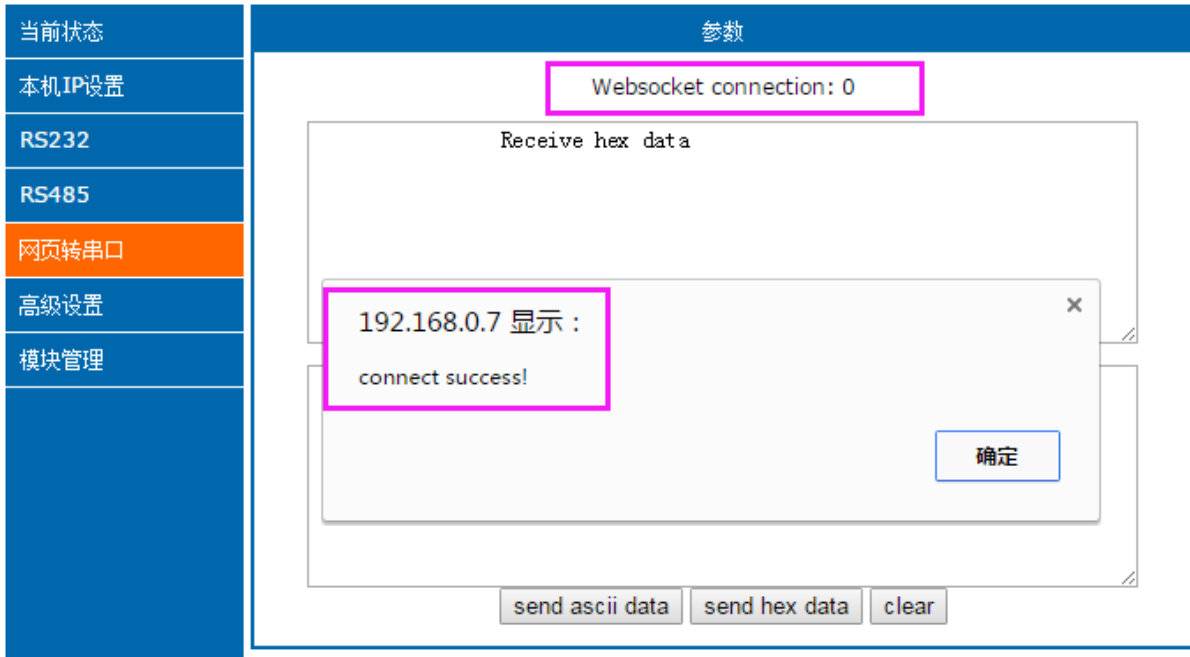 当前状态
本机IP设置
RS232
RS485
网页转串口
高级设置
模块管理
参数
Websocket connection: 0
Receive hex data
192.168.0.7 显示：
connect success!
×
确定
send ascii data
send hex data
clear